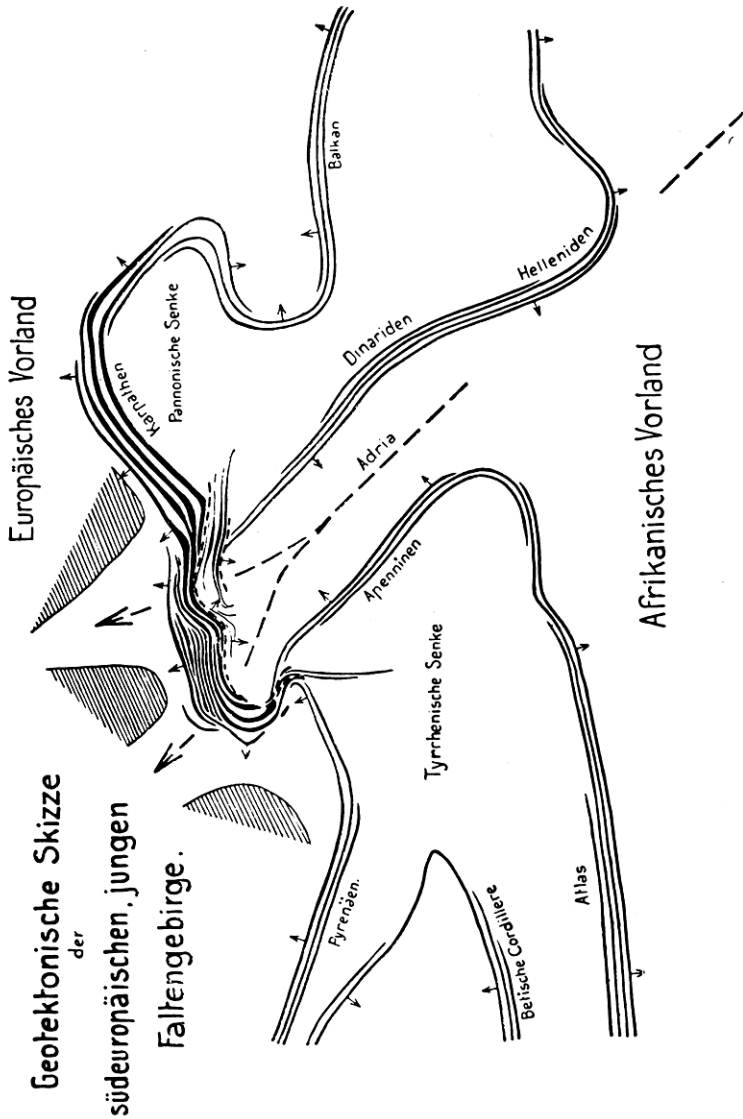 Geotektonische Skizze
der
südeuropäischen, jungen
Faltengebirge.
Europäisches Vorland
Karpathen
Pannonische Senke
Balkan
Dinariden
Helleniden
Adria
Apenninen
Tyrrhenische Senke
Pyrenäen.
Betische Cordillere
Atlas
Afrikanisches Vorland